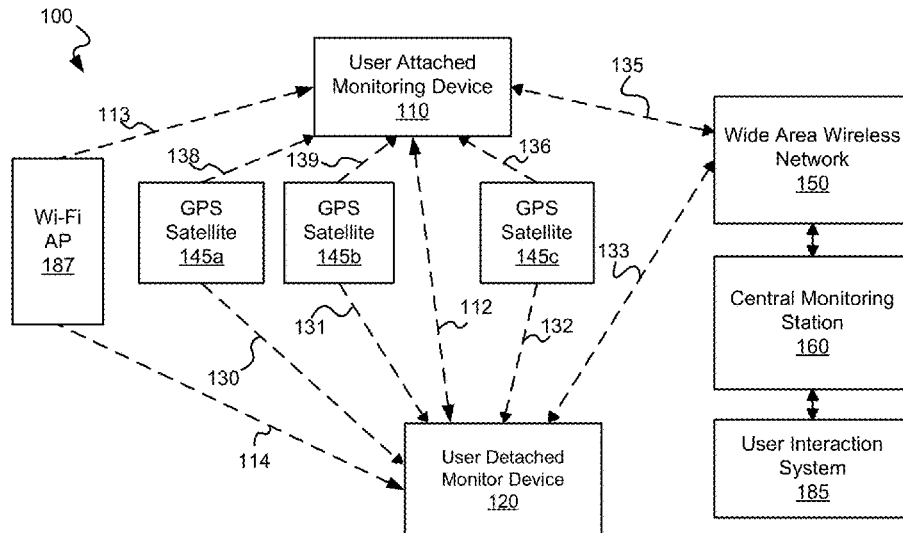 100
User Attached
Monitoring Device
110
135
113
138
139
136
Wide Area Wireless
Network
150
Wi-Fi
AP
187
GPS
Satellite
145a
GPS
Satellite
145b
GPS
Satellite
145c
133
131
112
132
130
Central Monitoring
Station
160
114
User Detached
Monitor Device
120
User Interaction
System
185